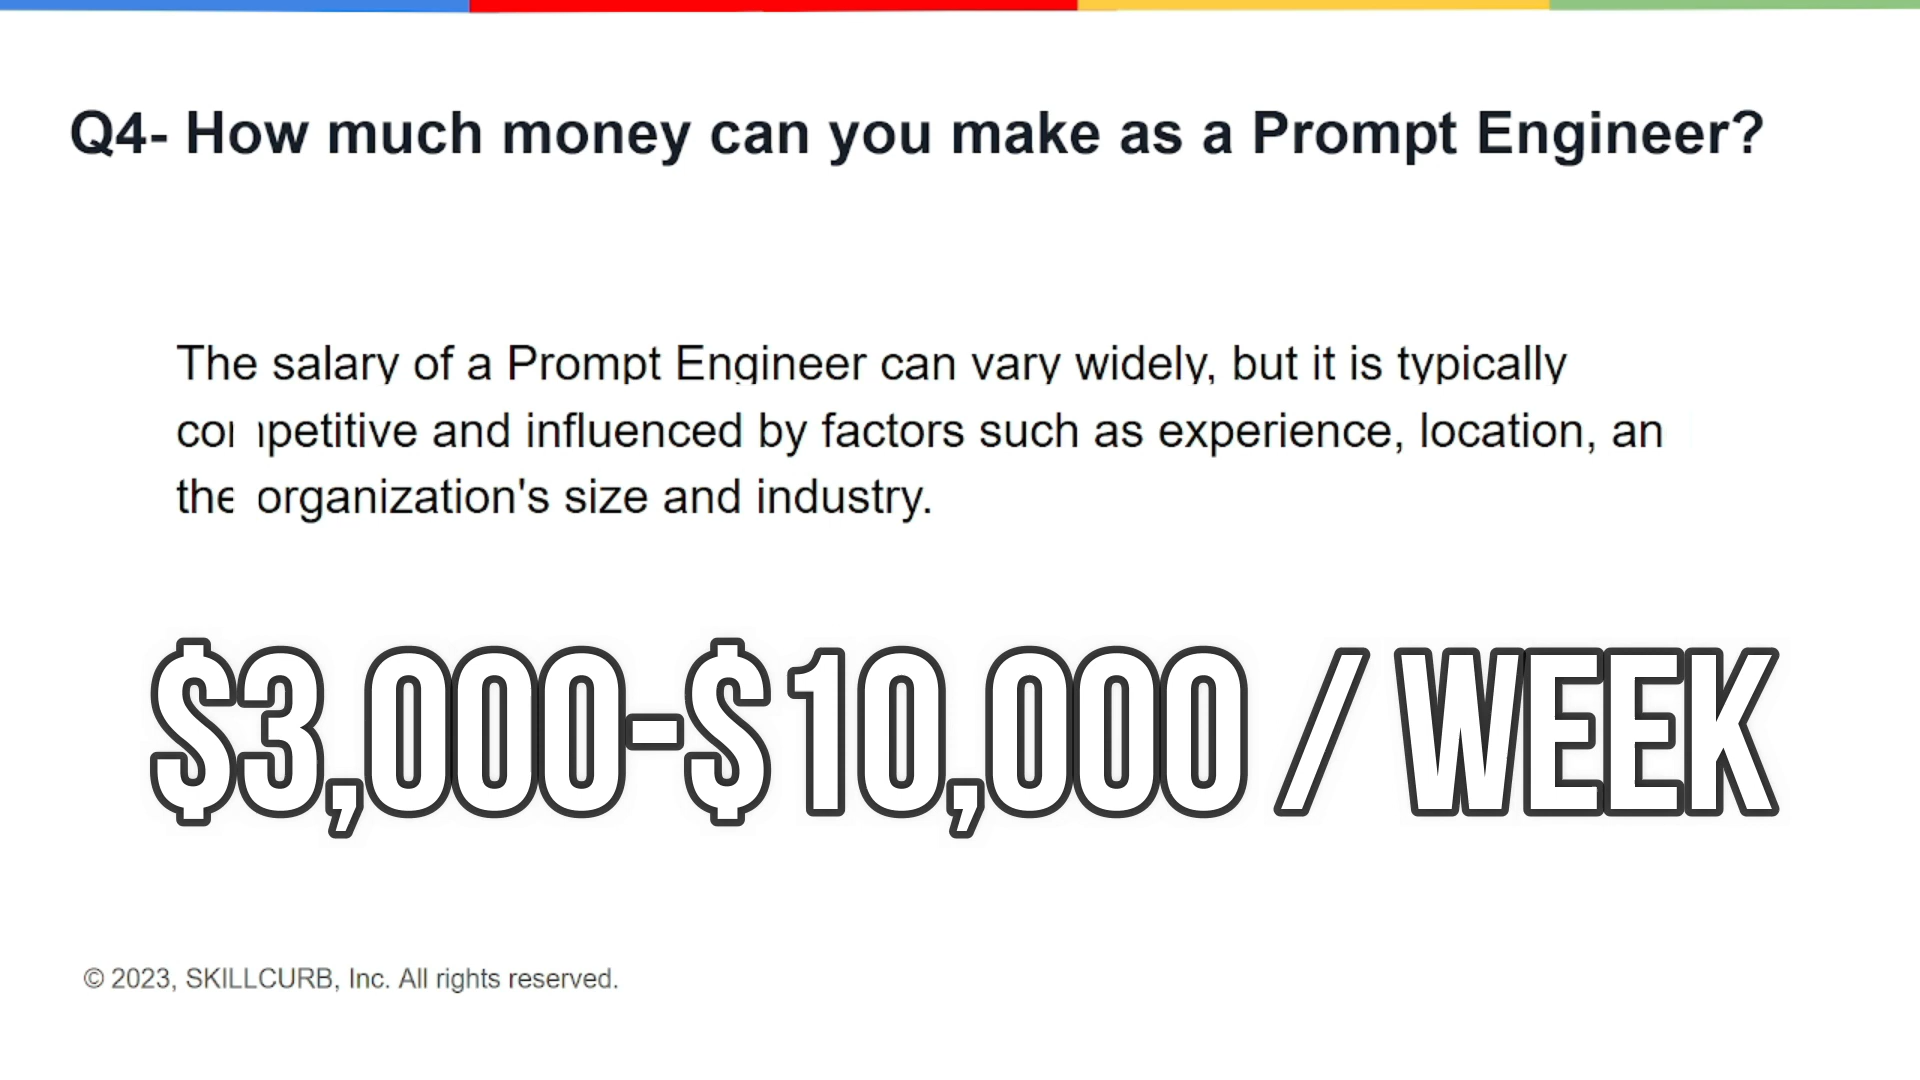 Q4- How much money can you make as a Prompt Engineer?
The salary of a Prompt Engineer can vary widely, but it is typically
competitive and influenced by factors such as experience, location, an
the organization's size and industry.
$3,000-$10,000 / WEEK
© 2023, SKILLCURB, Inc. All rights reserved.